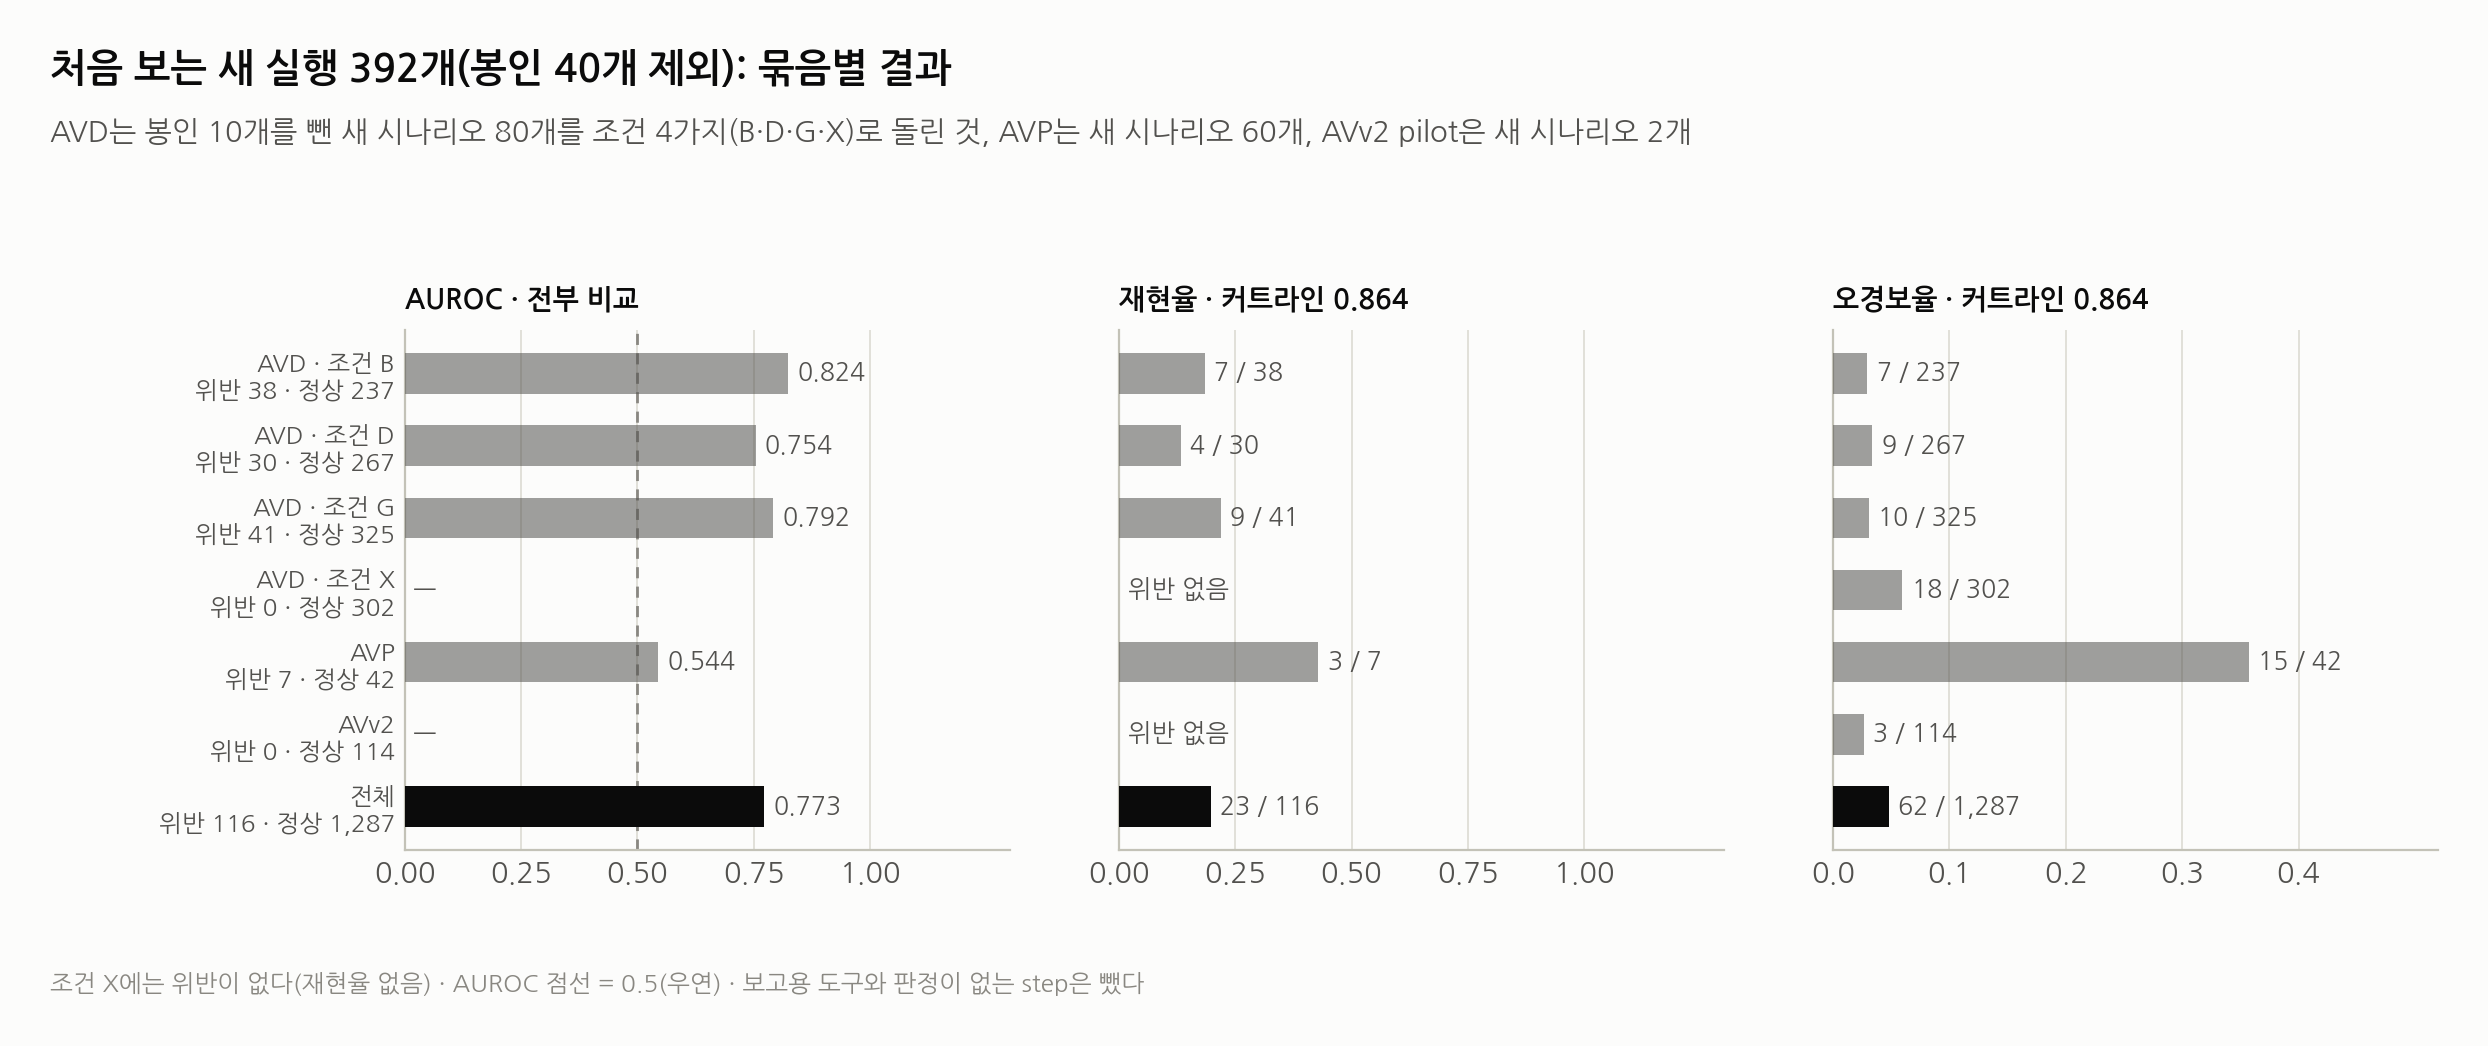 처음 보는 새 실행 392개(봉인 40개 제외): 묶음별 결과
AVD는 봉인 10개를 뺀 새 시나리오 80개를 조건 4가지(B·D·G·X)로 돌린 것, AVP는 새 시나리오 60개, AVv2 pilot은 새 시나리오 2개
AUROC · 전부 비교
AVD · 조건 B
위반 38 · 정상 237
0.824
AVD · 조건 D
위반 30 · 정상 267
0.754
AVD · 조건 G
위반 41 · 정상 325
0.792
AVD · 조건 X
위반 0 · 정상 302
—
AVP
위반 7 · 정상 42
0.544
AVv2
위반 0 · 정상 114
—
전체
위반 116 · 정상 1,287
0.773
0.00 0.25 0.50 0.75 1.00
재현율 · 커트라인 0.864
7 / 38
4 / 30
9 / 41
위반 없음
3 / 7
위반 없음
23 / 116
0.00 0.25 0.50 0.75 1.00
오경보율 · 커트라인 0.864
7 / 237
9 / 267
10 / 325
18 / 302
15 / 42
3 / 114
62 / 1,287
0.0 0.1 0.2 0.3 0.4
조건 X에는 위반이 없다(재현율 없음) · AUROC 점선 = 0.5(우연) · 보고용 도구와 판정이 없는 step은 뺐다